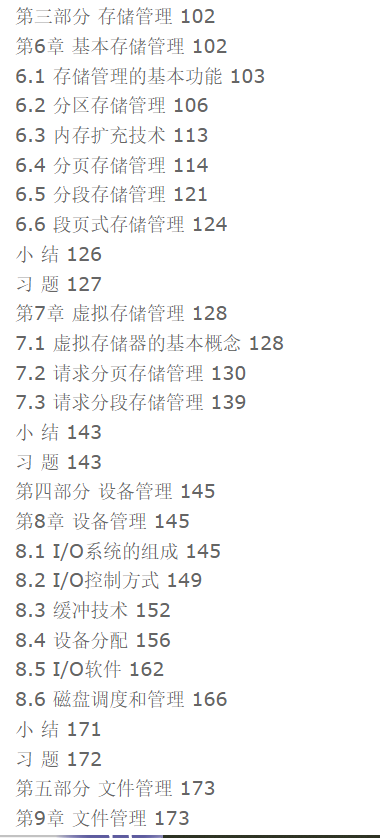 第三部分 存储管理 102
第6章 基本存储管理 102
6.1 存储管理的基本功能 103
6.2 分区存储管理 106
6.3 内存扩充技术 113
6.4 分页存储管理 114
6.5 分段存储管理 121
6.6 段页式存储管理 124
小 结 126
习 题 127
第7章 虚拟存储管理 128
7.1 虚拟存储器的基本概念 128
7.2 请求分页存储管理 130
7.3 请求分段存储管理 139
小 结 143
习 题 143
第四部分 设备管理 145
第8章 设备管理 145
8.1 I/O系统的组成 145
8.2 I/O控制方式 149
8.3 缓冲技术 152
8.4 设备分配 156
8.5 I/O软件 162
8.6 磁盘调度和管理 166
小 结 171
习 题 172
第五部分 文件管理 173
第9章 文件管理 173